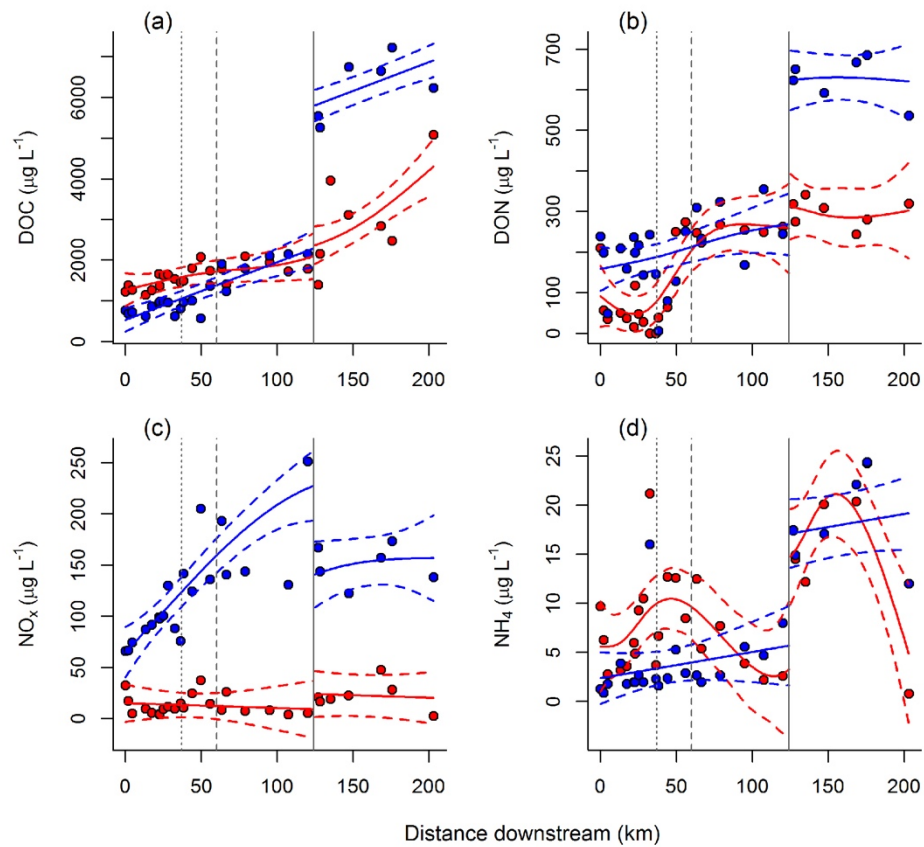 (a)
(b)
DOC (µg L⁻¹)
0 2000 4000 6000
0 50 100 150 200
DON (µg L⁻¹)
0 100 200 300 500 700
0 50 100 150 200
(c)
(d)
NOₓ (µg L⁻¹)
0 50 100 150 200 250
0 50 100 150 200
NH₄ (µg L⁻¹)
0 5 10 15 20 25
0 50 100 150 200
Distance downstream (km)